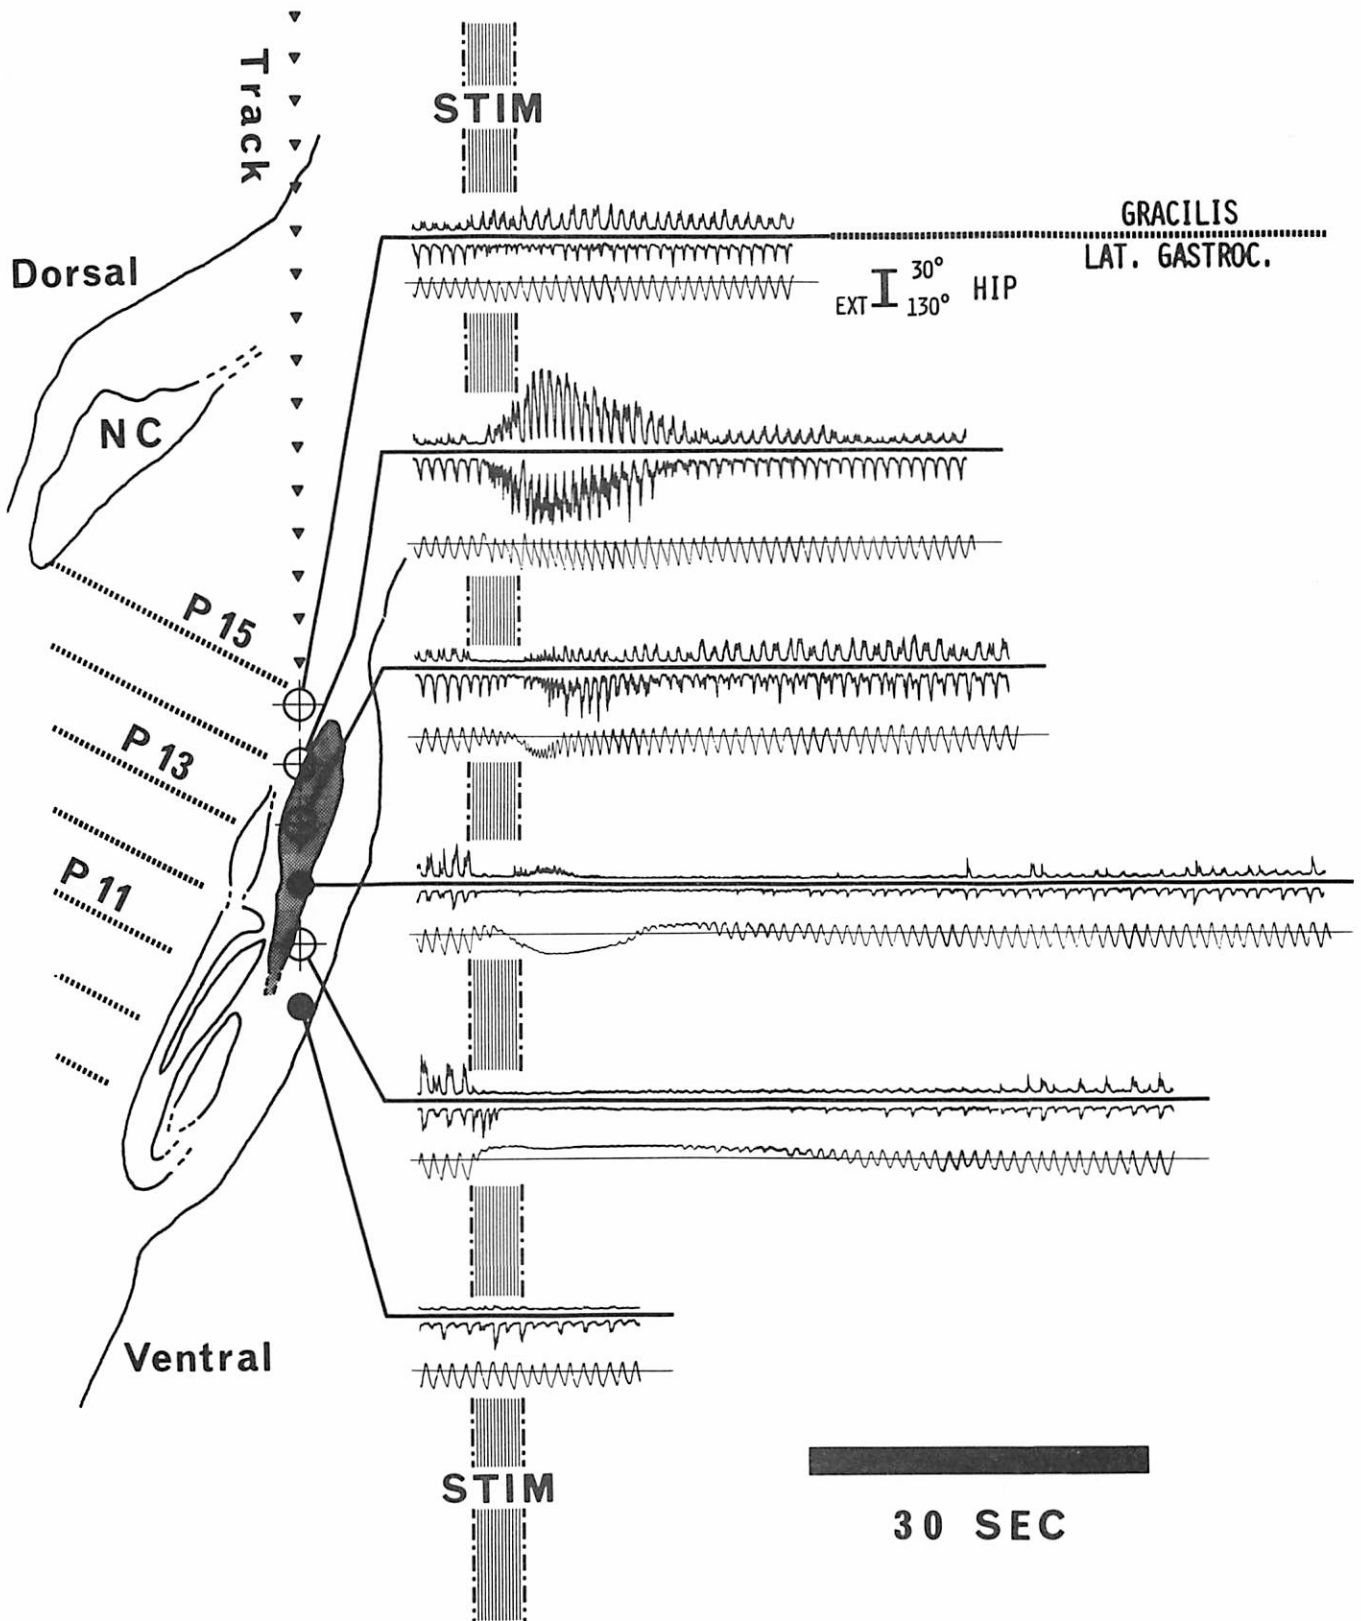 Track
STIM
GRACILIS
LAT. GASTROC.
Dorsal
EXT 30° 130° HIP
NC
P 15
P 13
P 11
Ventral
STIM
30 SEC